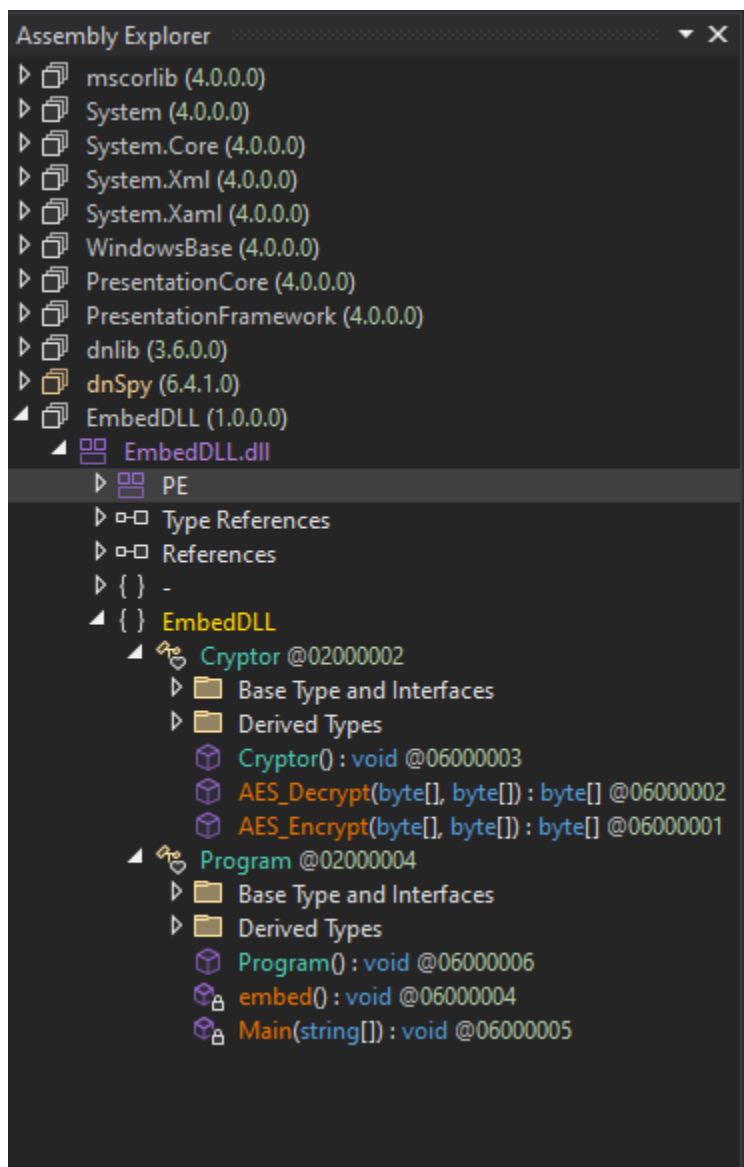 Assembly Explorer
mscorlib (4.0.0.0)
System (4.0.0.0)
System.Core (4.0.0.0)
System.Xml (4.0.0.0)
System.Xaml (4.0.0.0)
WindowsBase (4.0.0.0)
PresentationCore (4.0.0.0)
PresentationFramework (4.0.0.0)
dnlib (3.6.0.0)
dnSpy (6.4.1.0)
EmbedDLL (1.0.0.0)
EmbedDLL.dll
PE
Type References
References
{ } -
{ } EmbedDLL
Cryptor @02000002
Base Type and Interfaces
Derived Types
Cryptor() : void @06000003
AES_Decrypt(byte[], byte[]) : byte[] @06000002
AES_Encrypt(byte[], byte[]) : byte[] @06000001
Program @02000004
Base Type and Interfaces
Derived Types
Program() : void @06000006
embed() : void @06000004
Main(string[]) : void @06000005